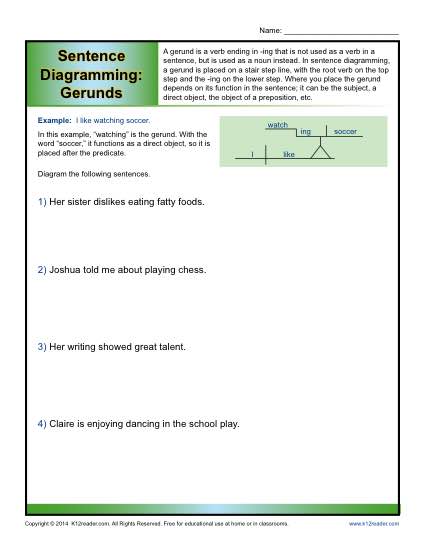 Name: ____________________________
Sentence
Diagramming:
Gerunds
A gerund is a verb ending in -ing that is not used as a verb in a
sentence, but is used as a noun instead. In sentence diagramming,
a gerund is placed on a stair step line, with the root verb on the top
step and the -ing on the lower step. Where you place the gerund
depends on its function in the sentence; it can be the subject, a
direct object, the object of a preposition, etc.
Example: I like watching soccer.
In this example, “watching” is the gerund. With the
word “soccer,” it functions as a direct object, so it is
placed after the predicate.
watch
ing soccer
I like
Diagram the following sentences.
1) Her sister dislikes eating fatty foods.
2) Joshua told me about playing chess.
3) Her writing showed great talent.
4) Claire is enjoying dancing in the school play.
Copyright © 2014 K12reader.com. All Rights Reserved. Free for educational use at home or in classrooms. www.k12reader.com